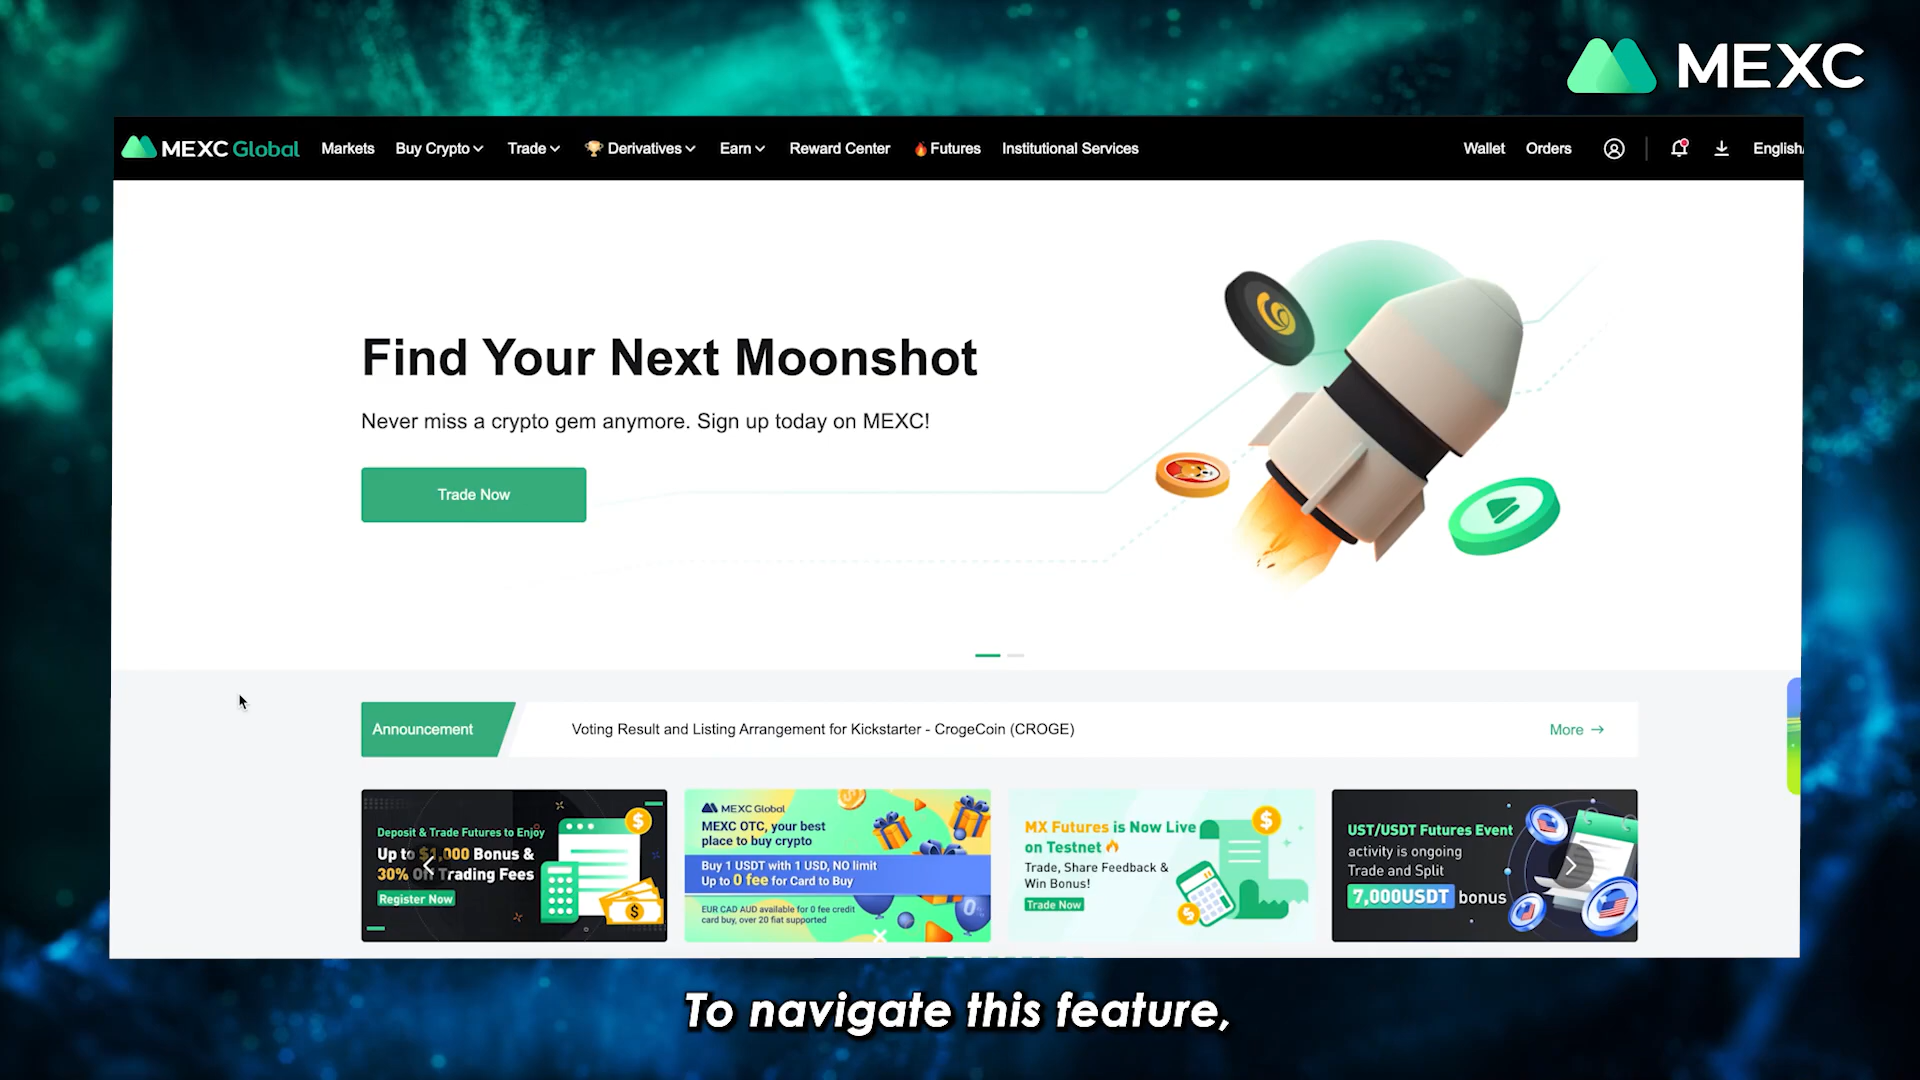 MEXC
MEXC Global Markets Buy Crypto Trade Derivatives Earn Reward Center Futures Institutional Services Wallet Orders English/
Find Your Next Moonshot
Never miss a crypto gem anymore. Sign up today on MEXC!
Trade Now
Announcement Voting Result and Listing Arrangement for Kickstarter - CrogeCoin (CROGE) More →
Deposit & Trade Futures to Enjoy
Up to $1,000 Bonus &
30% Off Trading Fees
Register Now
MEXC Global
MEXC OTC, your best
place to buy crypto
Buy 1 USDT with 1 USD, NO limit
Up to 0 fee for Card to Buy
EUR CAD AUD available for 0 fee credit
card buy, over 20 fiat supported
MX Futures is Now Live
on Testnet
Trade, Share Feedback &
Win Bonus!
Trade Now
UST/USDT Futures Event
activity is ongoing
Trade and Split
7,000USDT bonus
To navigate this feature,